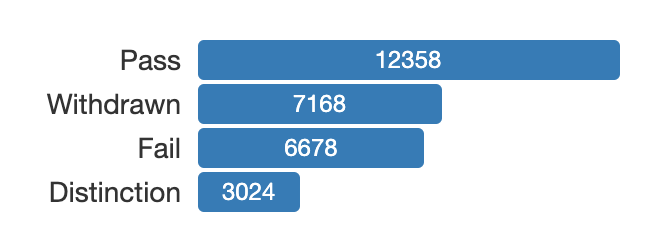 Pass 12358
Withdrawn 7168
Fail 6678
Distinction 3024